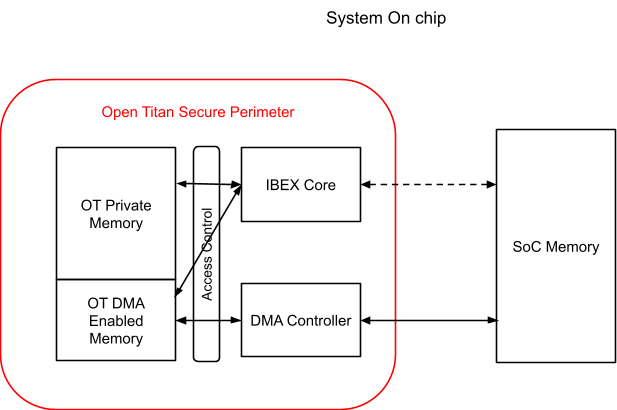 System On chip
Open Titan Secure Perimeter
OT Private
Memory
IBEX Core
Access Control
SoC Memory
OT DMA
Enabled
Memory
DMA Controller